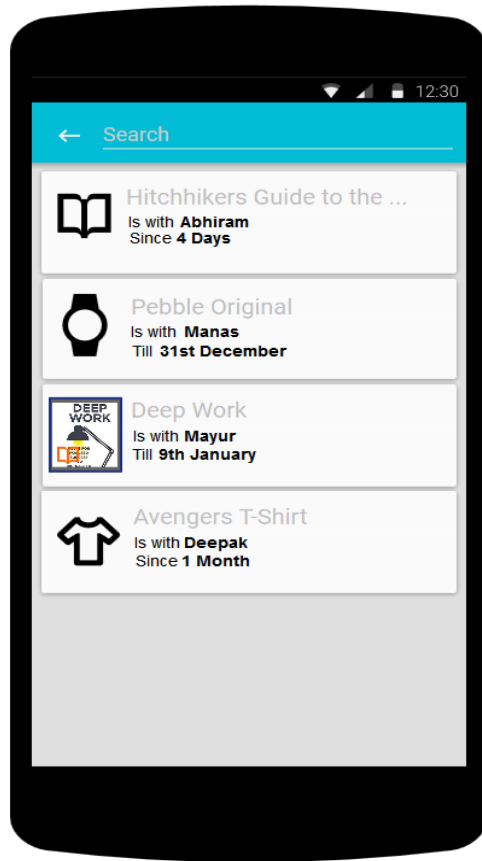 12:30
Search
Hitchhikers Guide to the ...
Is with Abhiram
Since 4 Days
Pebble Original
Is with Manas
Till 31st December
DEEP
WORK
Deep Work
Is with Mayur
Till 9th January
Avengers T-Shirt
Is with Deepak
Since 1 Month